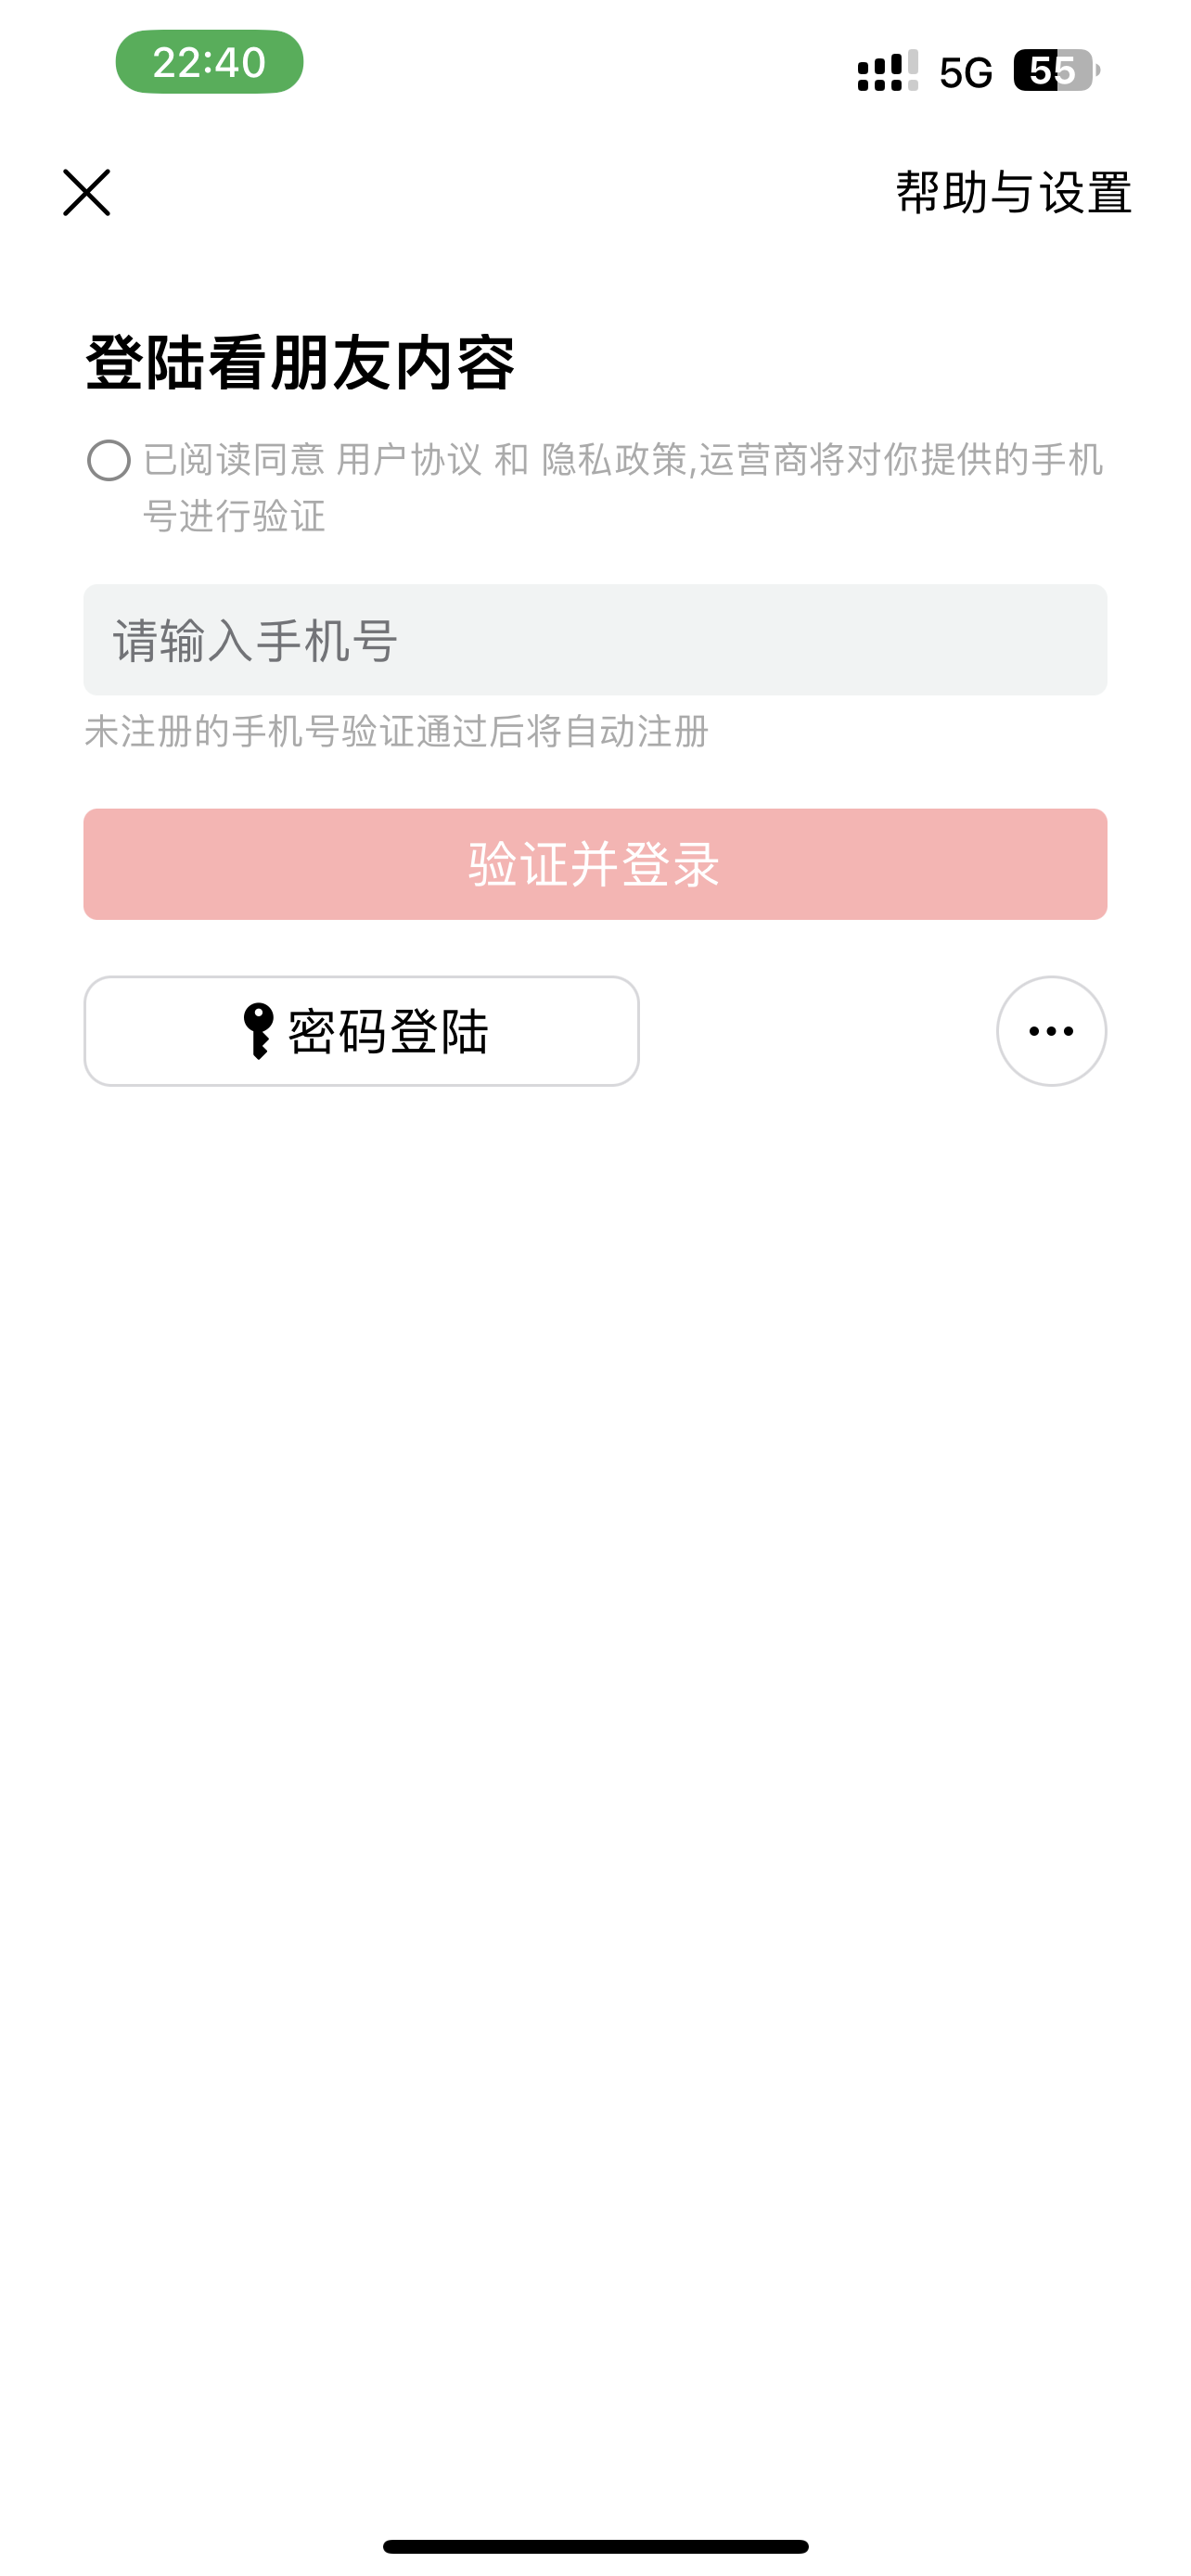 22:40
5G
55
帮助与设置
登陆看朋友内容
已阅读同意 用户协议 和 隐私政策,运营商将对你提供的手机
号进行验证
请输入手机号
未注册的手机号验证通过后将自动注册
验证并登录
密码登陆